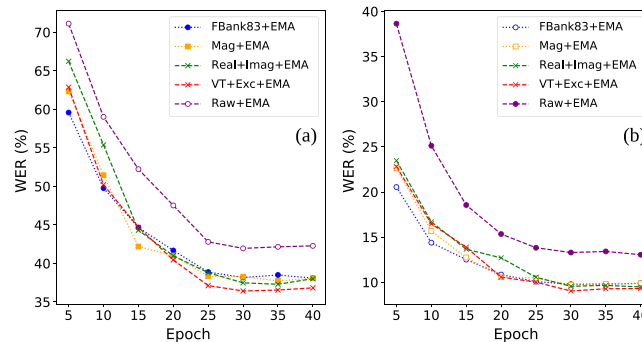 FBank83+EMA
Mag+EMA
Real+Imag+EMA
VT+Exc+EMA
Raw+EMA
(a)
WER (%)
70
65
60
55
50
45
40
35
5 10 15 20 25 30 35 40
Epoch
FBank83+EMA
Mag+EMA
Real+Imag+EMA
VT+Exc+EMA
Raw+EMA
(b)
WER (%)
40
35
30
25
20
15
10
5 10 15 20 25 30 35 40
Epoch